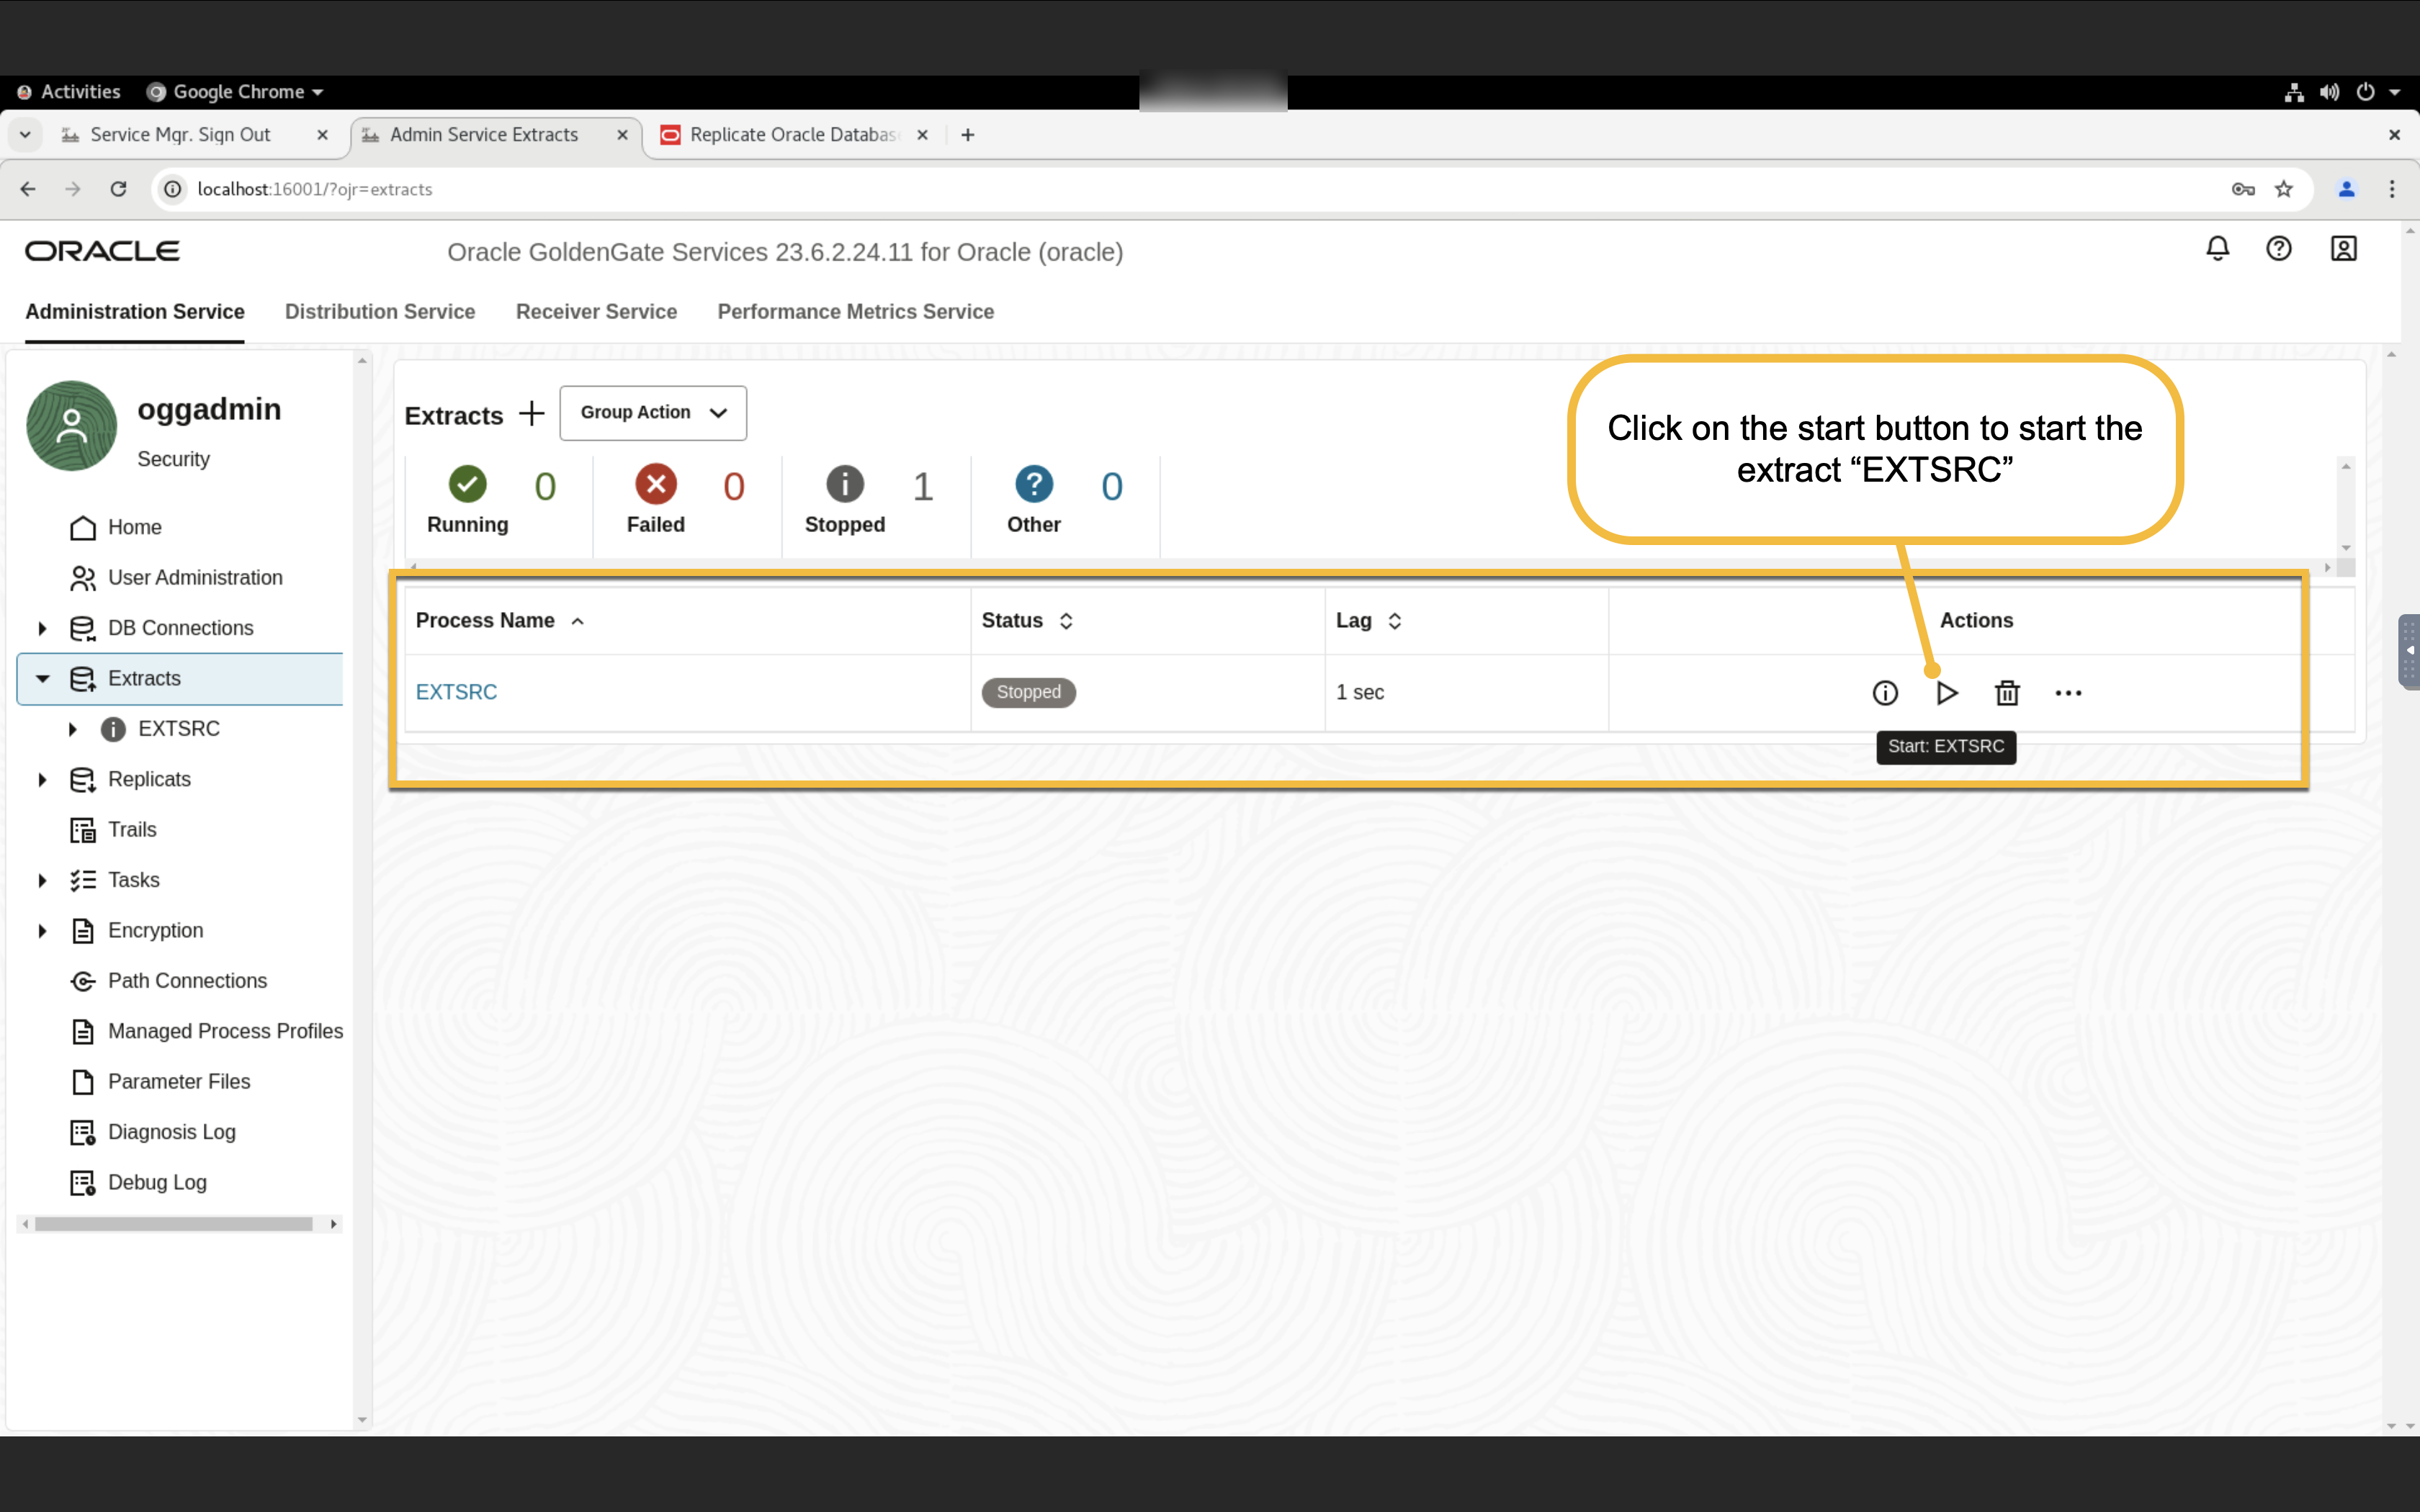 Activities Google Chrome
Service Mgr. Sign Out Admin Service Extracts Replicate Oracle Databas
localhost:16001/?ojr=extracts
ORACLE Oracle GoldenGate Services 23.6.2.24.11 for Oracle (oracle)
Administration Service Distribution Service Receiver Service Performance Metrics Service
oggadmin
Security
Home
User Administration
DB Connections
Extracts
EXTSRC
Replicats
Trails
Tasks
Encryption
Path Connections
Managed Process Profiles
Parameter Files
Diagnosis Log
Debug Log
Extracts Group Action
0 0 1 0
Running Failed Stopped Other
Click on the start button to start the
extract “EXTSRC”
Process Name Status Lag Actions
EXTSRC Stopped 1 sec
Start: EXTSRC